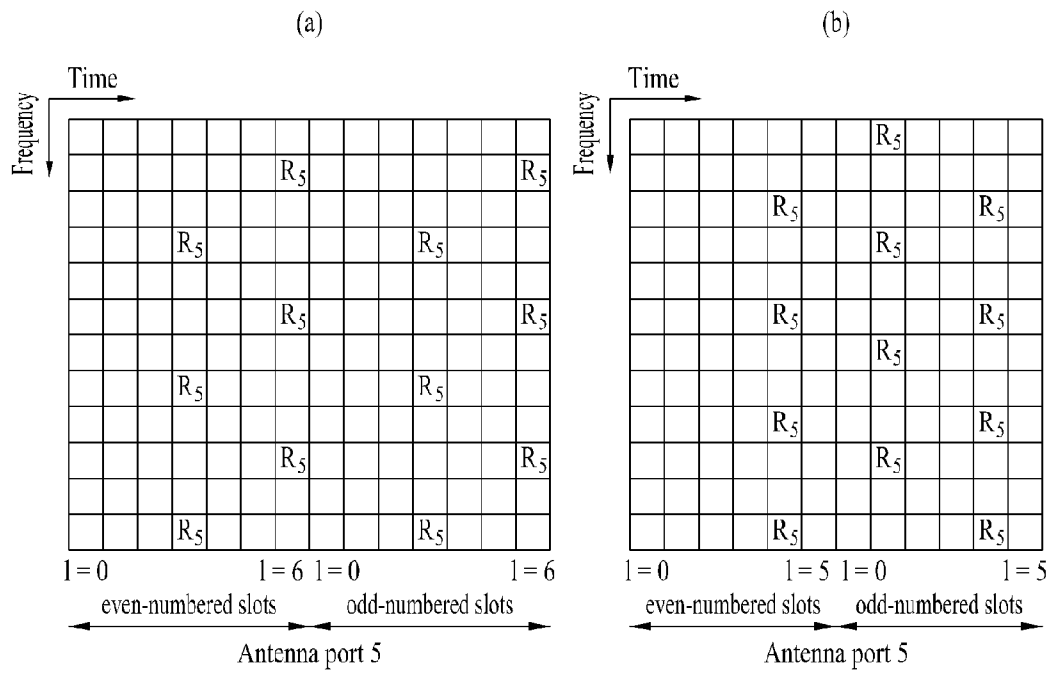 (a)
Time
Frequency
R5
R5
R5
R5
R5
R5
R5
R5
R5
R5
R5
R5
l=0 l=6 l=0 l=6
even-numbered slots odd-numbered slots
Antenna port 5
(b)
Time
Frequency
R5
R5 R5
R5
R5 R5
R5
R5 R5
R5
R5 R5
l=0 l=5 l=0 l=5
even-numbered slots odd-numbered slots
Antenna port 5